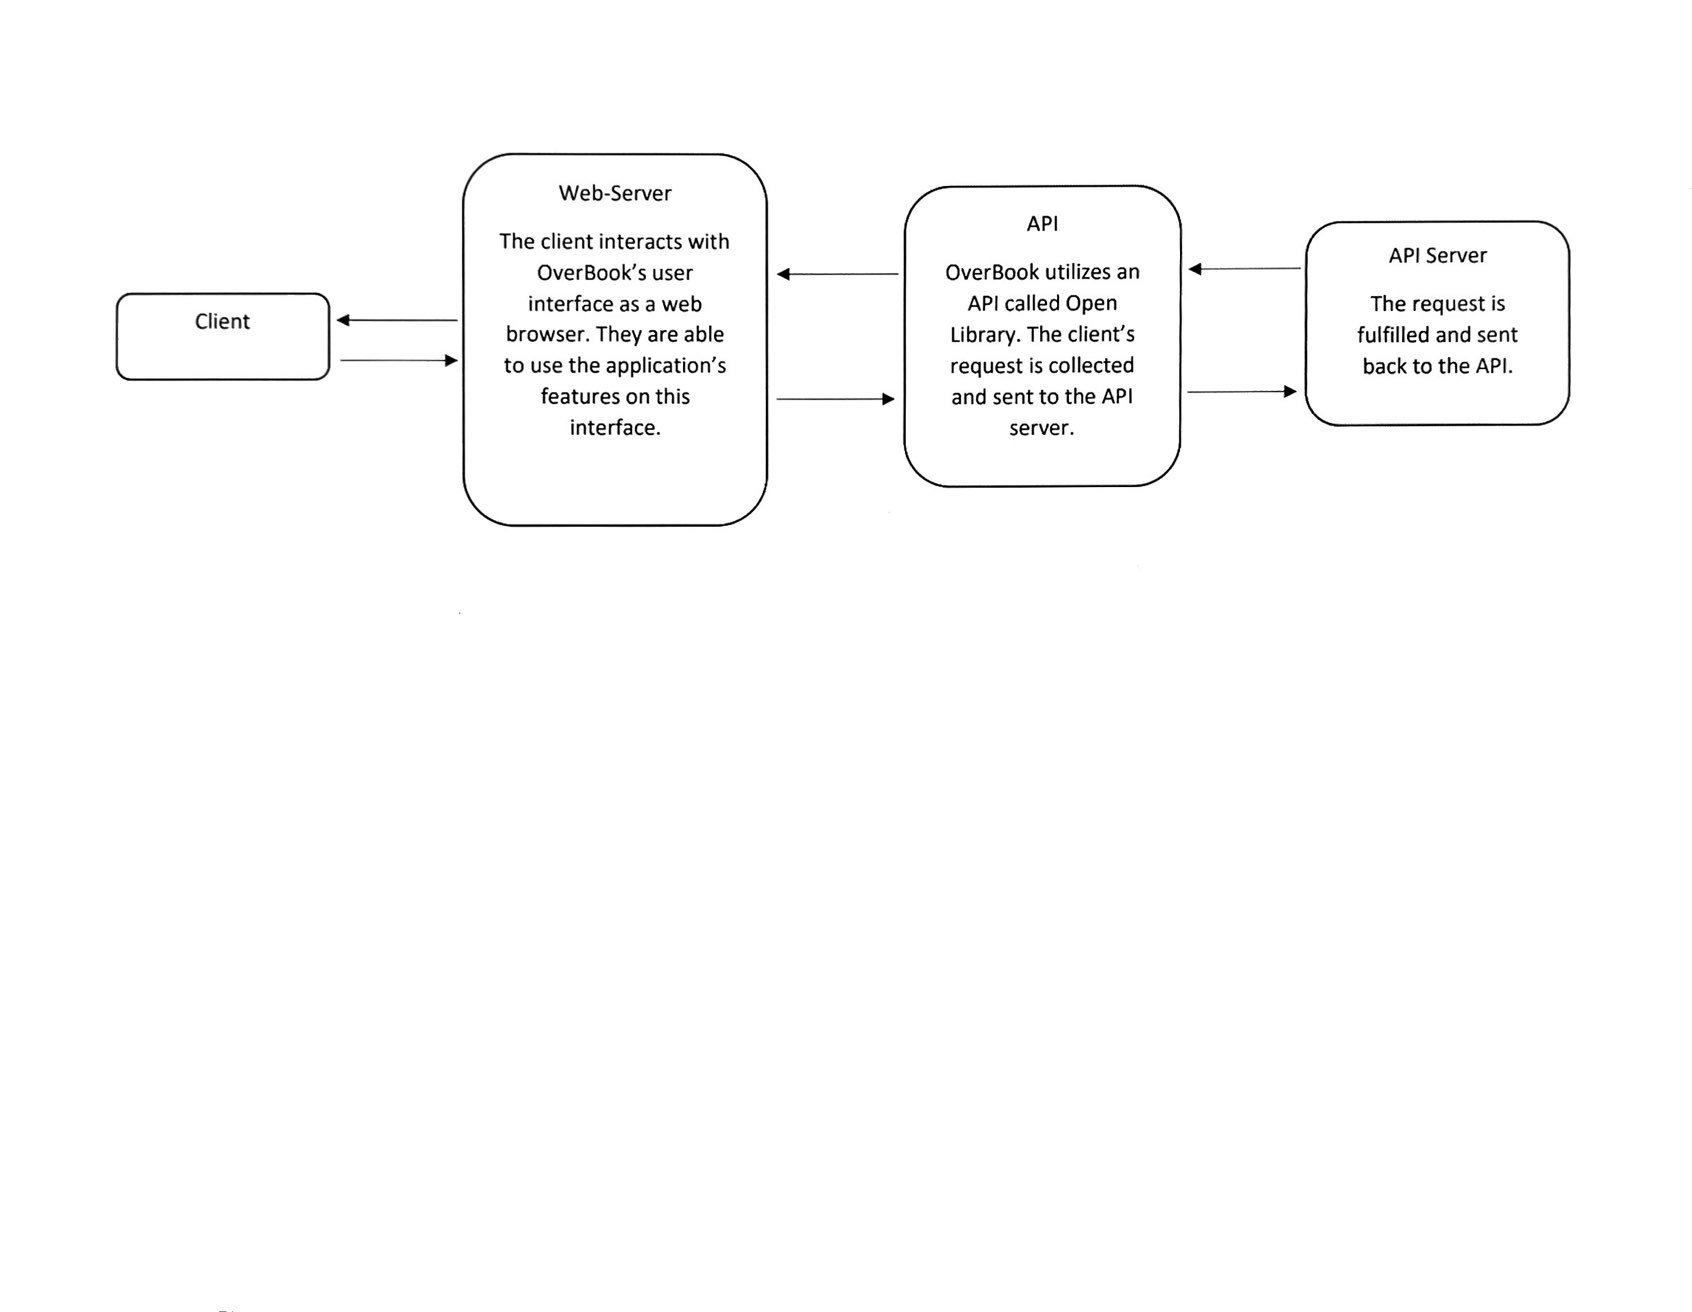 Client
Web-Server
The client interacts with
OverBook's user
interface as a web
browser. They are able
to use the application's
features on this
interface.
API
OverBook utilizes an
API called Open
Library. The client's
request is collected
and sent to the API
server.
API Server
The request is
fulfilled and sent
back to the API.